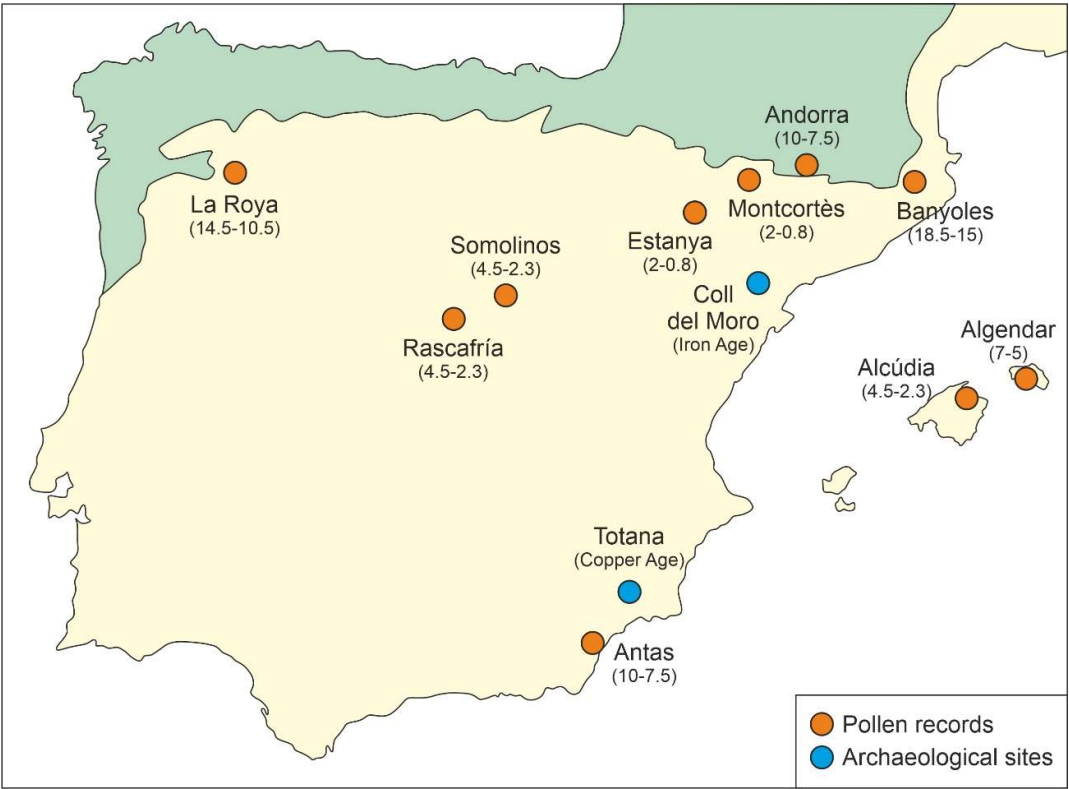 Andorra
(10-7.5)
La Roya
(14.5-10.5)
Montcortès
(2-0.8)
Banyoles
(18.5-15)
Estanya
(2-0.8)
Somolinos
(4.5-2.3)
Coll
del Moro
(Iron Age)
Rascafría
(4.5-2.3)
Algendar
(7-5)
Alcúdia
(4.5-2.3)
Totana
(Copper Age)
Antas
(10-7.5)
Pollen records
Archaeological sites